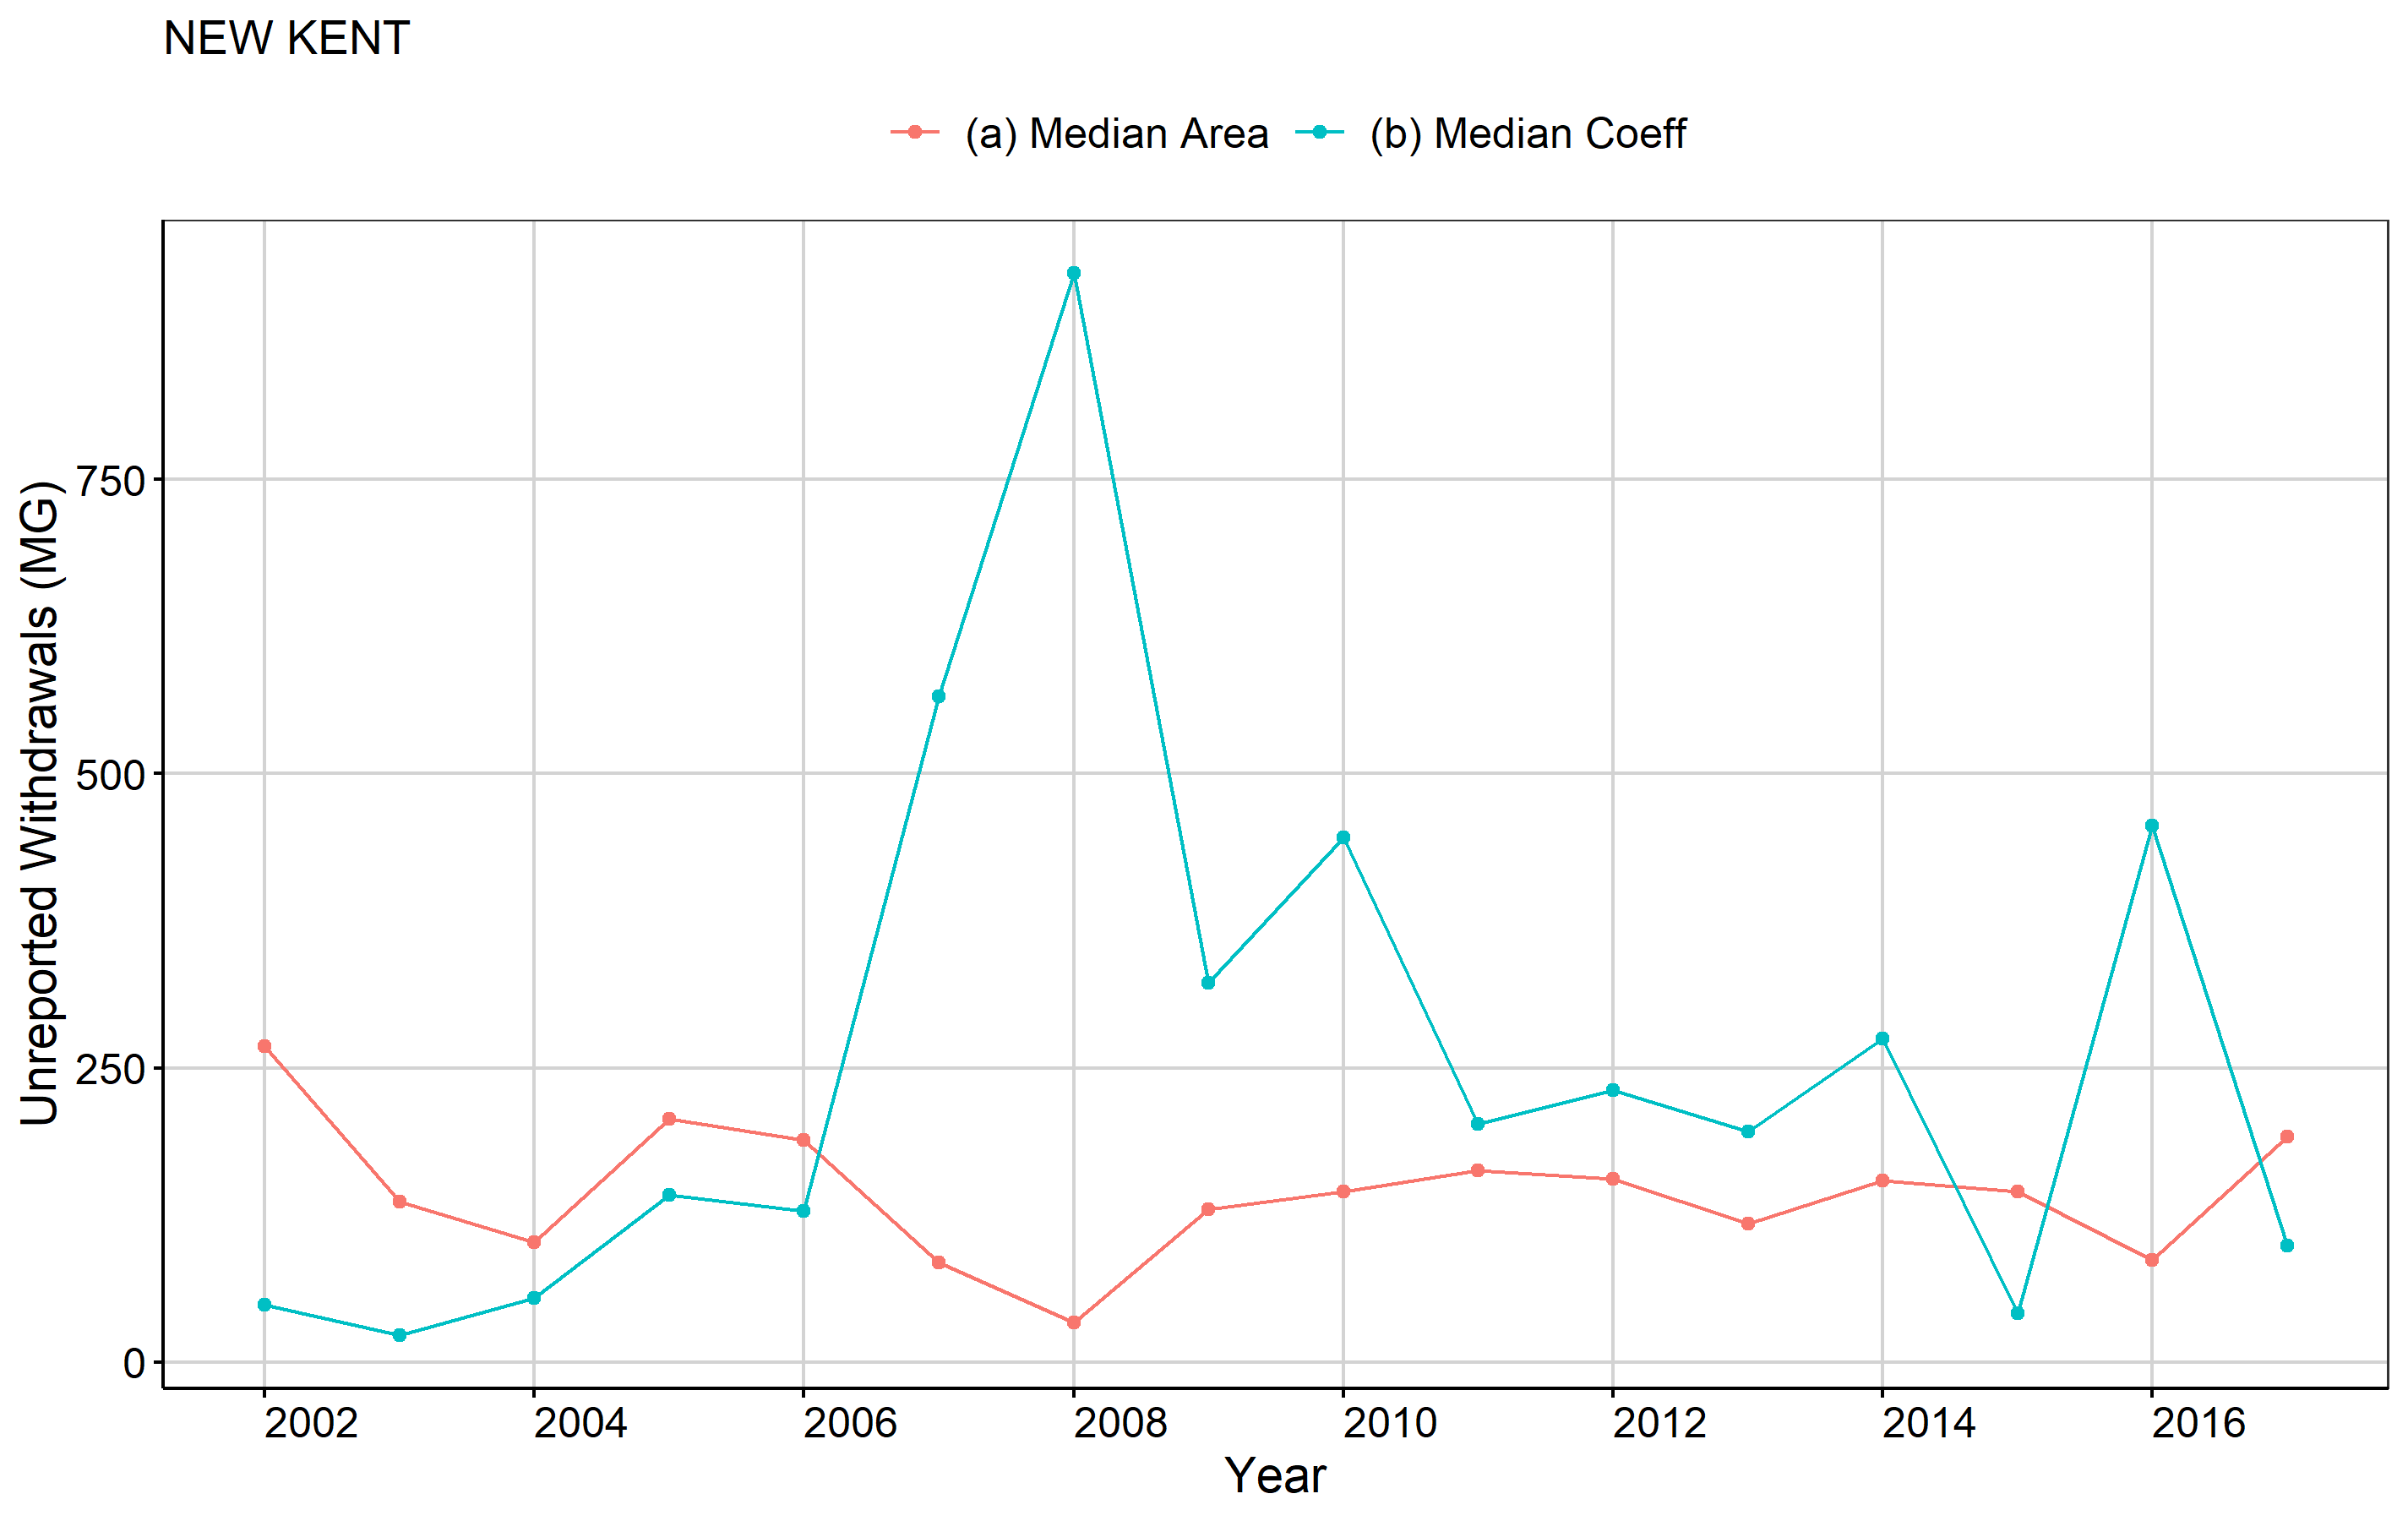 NEW KENT
(a) Median Area (b) Median Coeff
Unreported Withdrawals (MG)
750
500
250
0
2002 2004 2006 2008 2010 2012 2014 2016
Year